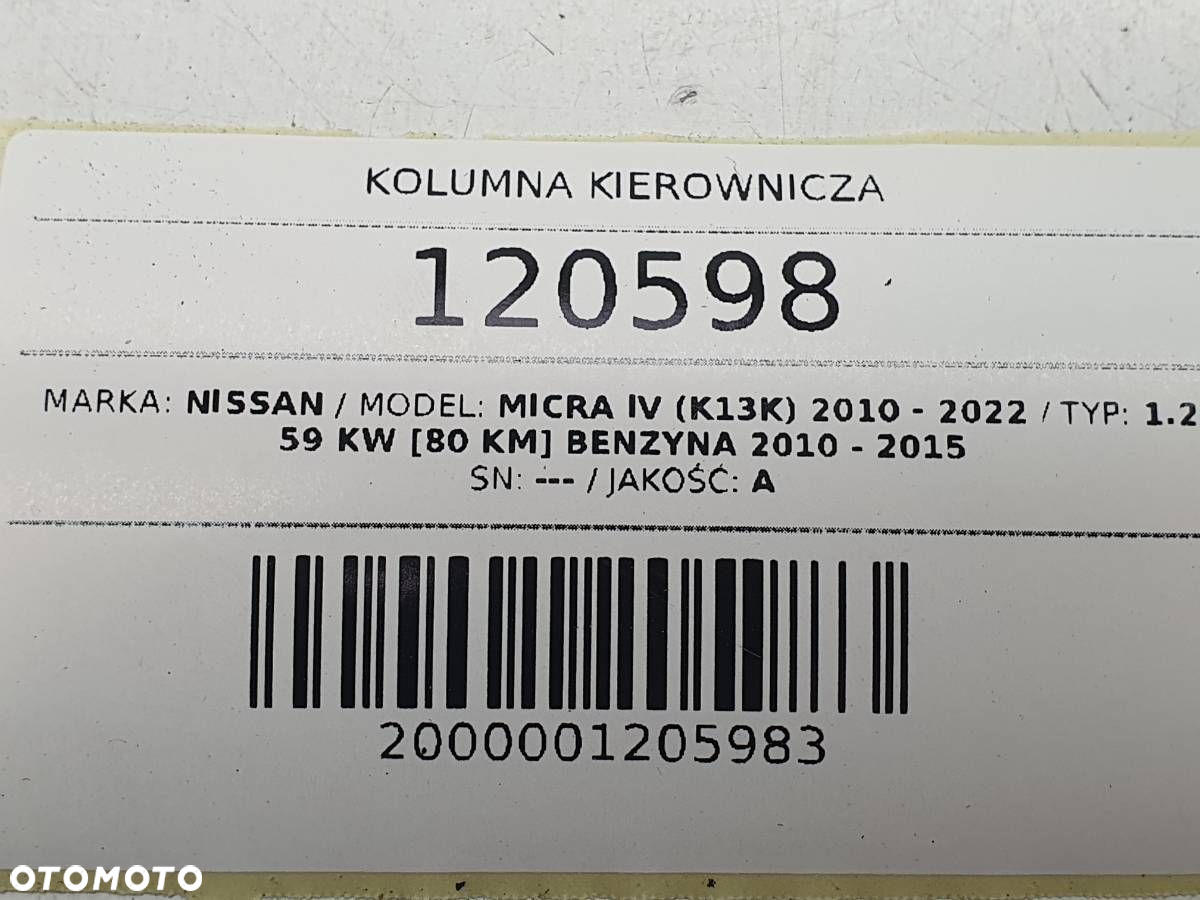 KOLUMNA KIEROWNICZA
120598
MARKA: NISSAN / MODEL: MICRA IV (K13K) 2010 - 2022 / TYP: 1.2
59 KW [80 KM] BENZYNA 2010 - 2015
SN: --- / JAKOŚĆ: A
2000001205983
OTOMOTO